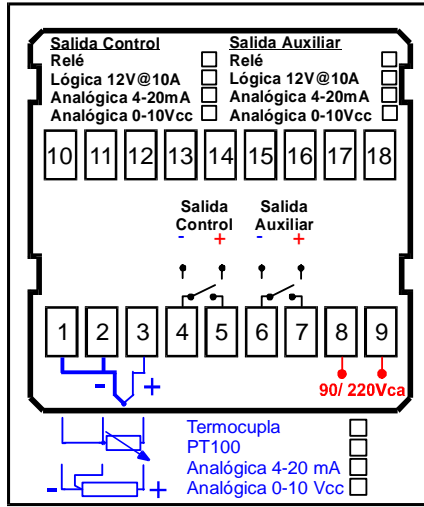 Salida Control Salida Auxiliar
Relé Relé
Lógica 12V@10A Lógica 12V@10A
Analógica 4-20mA Analógica 4-20mA
Analógica 0-10Vcc Analógica 0-10Vcc
10 11 12 13 14 15 16 17 18
Salida Salida
Control Auxiliar
- + - +
1 2 3 4 5 6 7 8 9
- +
90/ 220Vca
Termocupla
PT100
Analógica 4-20 mA
- + Analógica 0-10 Vcc